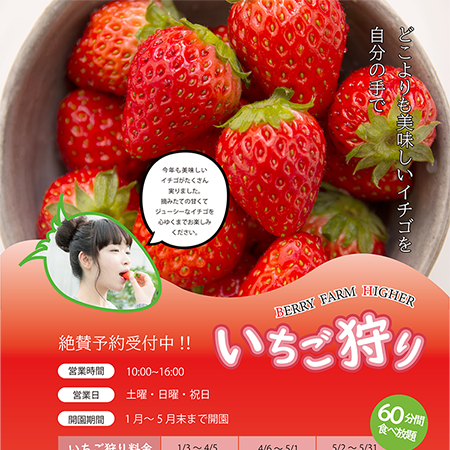 どこよりも美味しいイチゴを
自分の手で
今年も美味しい
イチゴがたくさん
実りました。
摘みたての甘くて
ジューシーなイチゴを
心ゆくまでお楽しみ
ください。
BERRY FARM HIGHER
いちご狩り
絶賛予約受付中!!
営業時間 10:00~16:00
営業日 土曜・日曜・祝日
開園期間 1月~5月末まで開園
60分間
食べ放題
いちご狩り料金 1/3~4/5 4/6~5/1 5/2~5/31